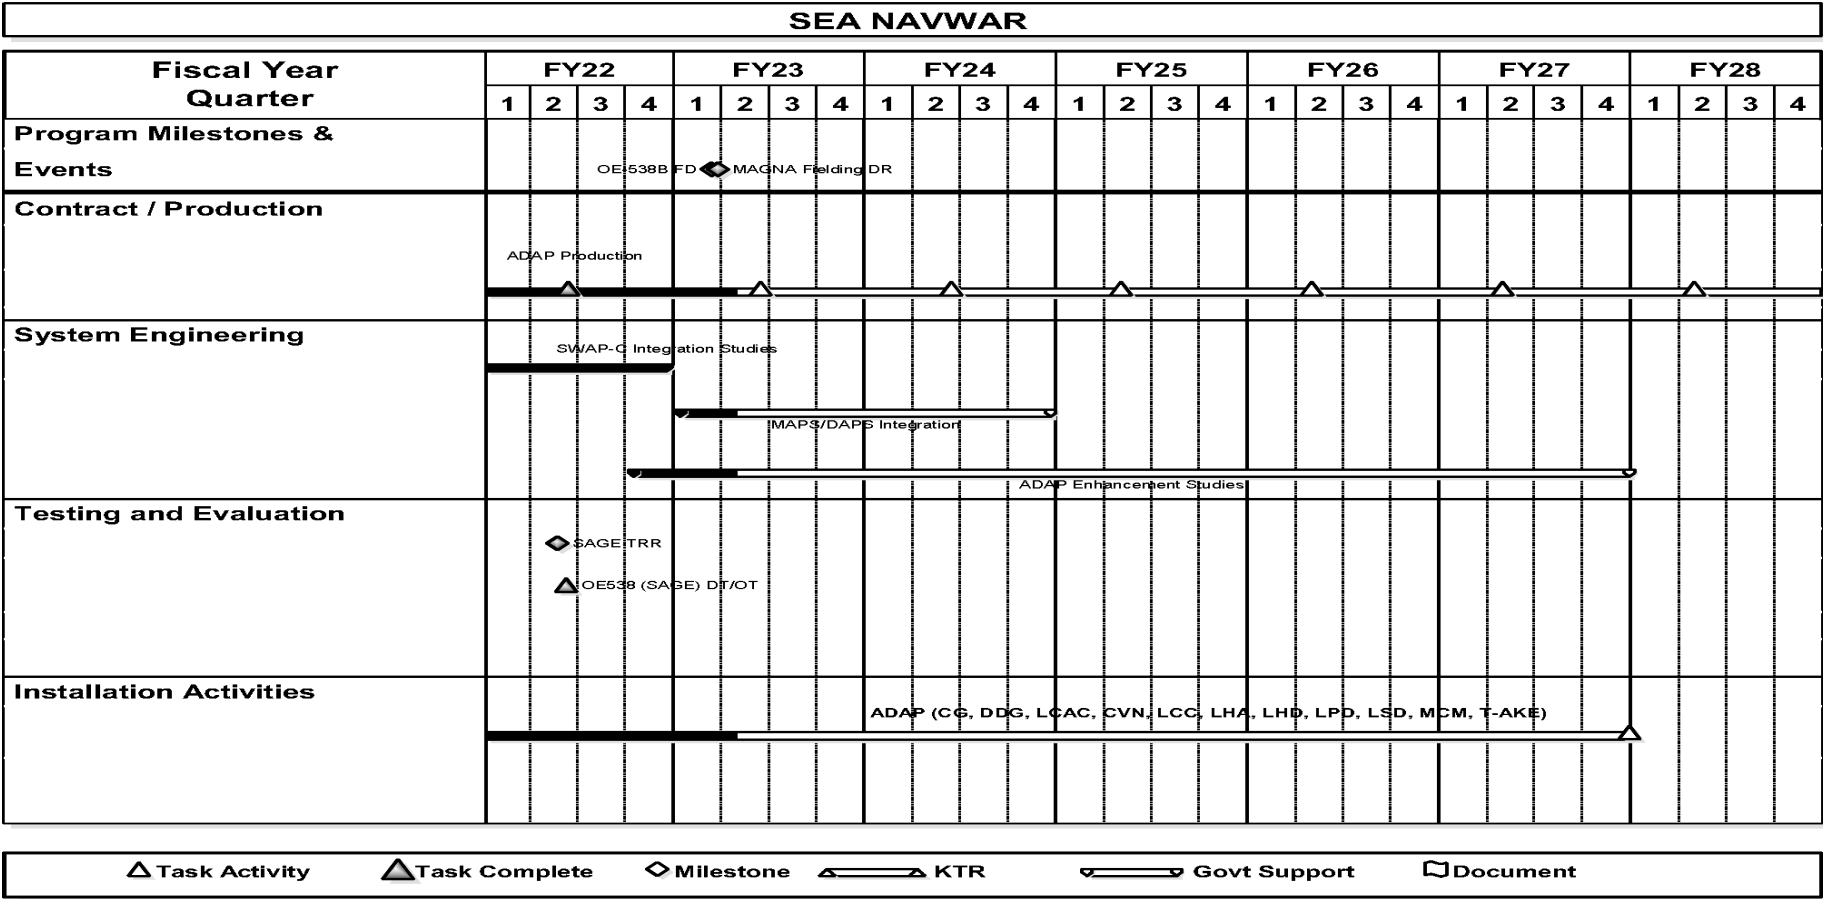 SEA NAVWAR
Fiscal Year FY22 FY23 FY24 FY25 FY26 FY27 FY28
Quarter 1 2 3 4 1 2 3 4 1 2 3 4 1 2 3 4 1 2 3 4 1 2 3 4 1 2 3 4
Program Milestones &
Events OE-538B FD MAGNA Fielding DR
Contract / Production
ADAP Production
System Engineering
SWAP-C Integration Studies
MAPS/DAPS Integration
ADAP Enhancement Studies
Testing and Evaluation
SAGE TRR
OE538 (SAGE) DT/OT
Installation Activities
ADAP (CG, DDG, LCAC, CVN, LCC, LHA, LHD, LPD, LSD, MCM, T-AKE)
Task Activity Task Complete Milestone KTR Govt Support Document